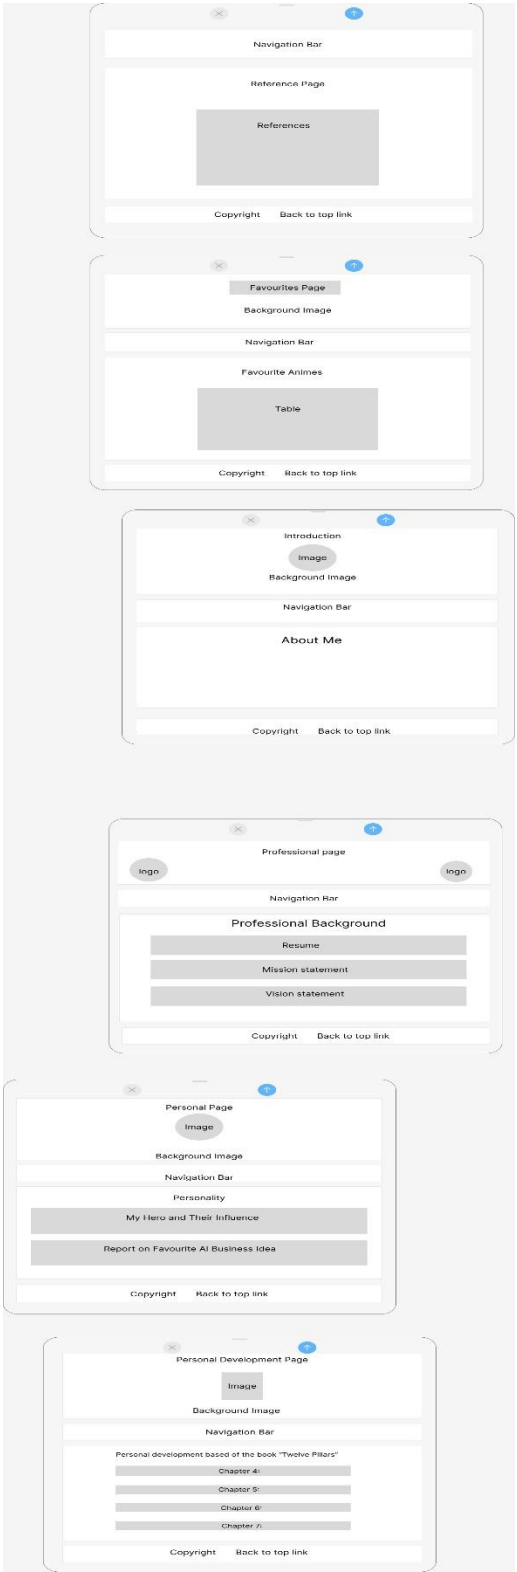 Navigation Bar
Reference Page
References
Copyright Back to top link
Favourites Page
Background Image
Navigation Bar
Favourite Animes
Table
Copyright Back to top link
Introduction
Image
Background Image
Navigation Bar
About Me
Copyright Back to top link
Professional page
logo logo
Navigation Bar
Professional Background
Resume
Mission statement
Vision statement
Copyright Back to top link
Personal Page
Image
Background Image
Navigation Bar
Personality
My Hero and Their Influence
Report on Favourite AI Business Idea
Copyright Back to top link
Personal Development Page
Image
Background Image
Navigation Bar
Personal development based of the book "Twelve Pillars"
Chapter 4:
Chapter 5:
Chapter 6:
Chapter 7:
Copyright Back to top link